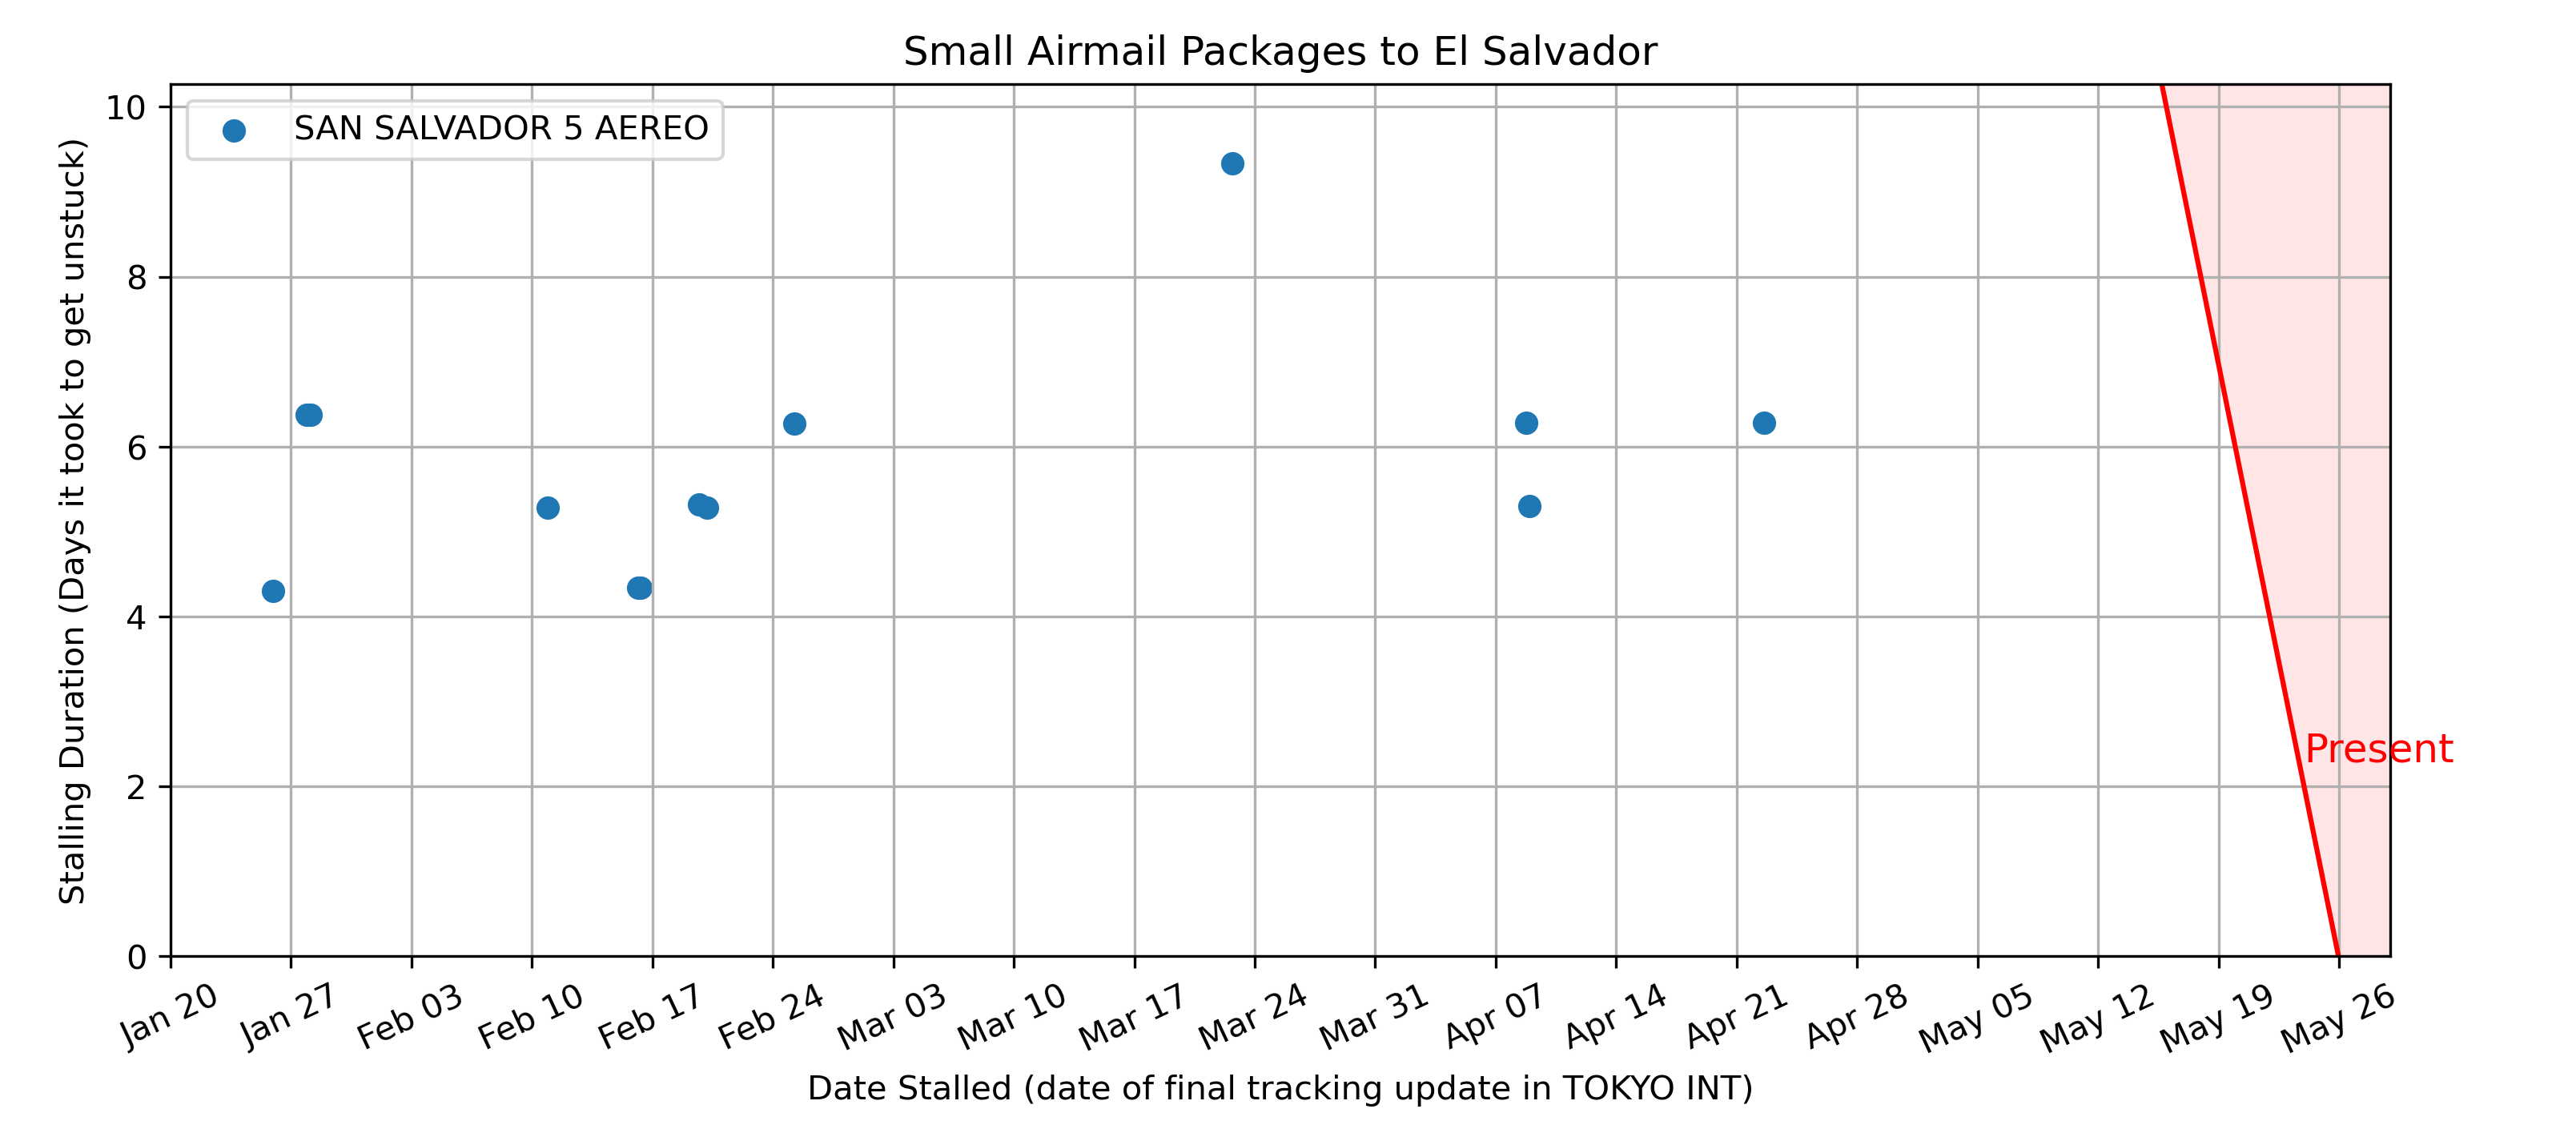 Small Airmail Packages to El Salvador
SAN SALVADOR 5 AEREO
Stalling Duration (Days it took to get unstuck)
10
8
6
4
2
0
Present
Jan 20
Jan 27
Feb 03
Feb 10
Feb 17
Feb 24
Mar 03
Mar 10
Mar 17
Mar 24
Mar 31
Apr 07
Apr 14
Apr 21
Apr 28
May 05
May 12
May 19
May 26
Date Stalled (date of final tracking update in TOKYO INT)